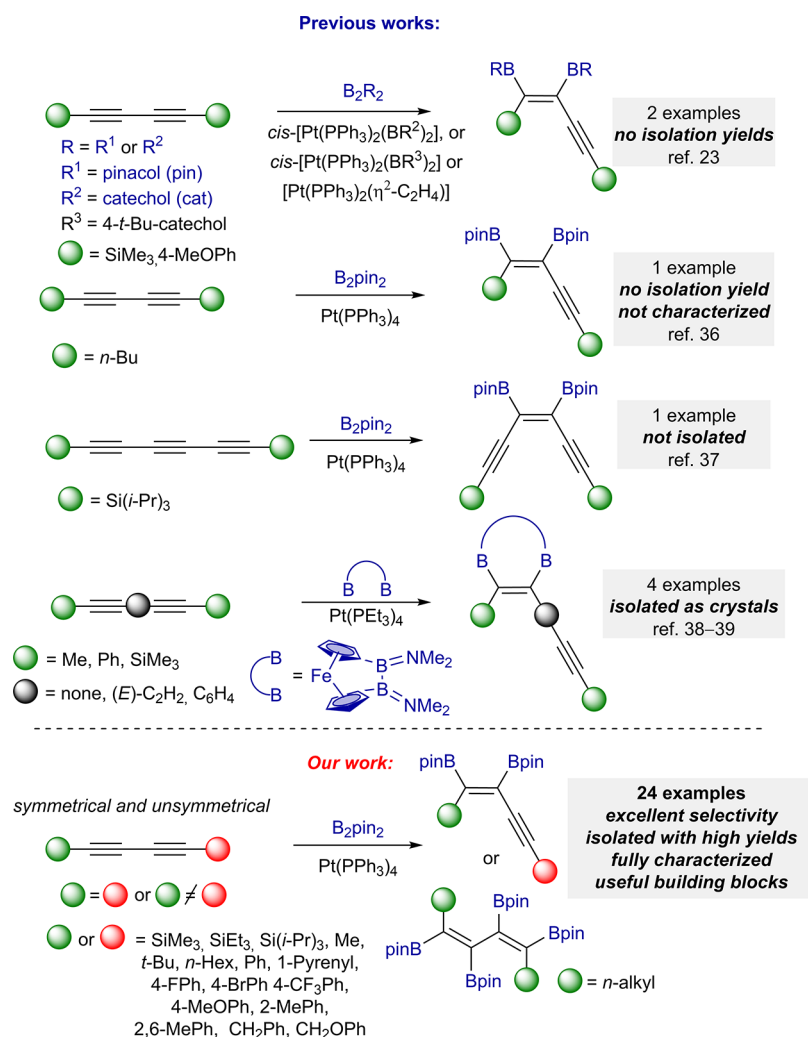 Previous works:
B₂R₂
cis-[Pt(PPh₃)₂(BR²)₂], or
cis-[Pt(PPh₃)₂(BR³)₂] or
[Pt(PPh₃)₂(η²-C₂H₄)]
R = R¹ or R²
R¹ = pinacol (pin)
R² = catechol (cat)
R³ = 4-t-Bu-catechol
= SiMe₃,4-MeOPh
RB
BR
2 examples
no isolation yields
ref. 23
B₂pin₂
Pt(PPh₃)₄
= n-Bu
pinB
Bpin
1 example
no isolation yield
not characterized
ref. 36
B₂pin₂
Pt(PPh₃)₄
= Si(i-Pr)₃
pinB
Bpin
1 example
not isolated
ref. 37
B B
Pt(PEt₃)₄
B
B
4 examples
isolated as crystals
ref. 38–39
= Me, Ph, SiMe₃
= none, (E)-C₂H₂, C₆H₄
B
B
=
Fe
B=NMe₂
B=NMe₂
Our work:
symmetrical and unsymmetrical
B₂pin₂
Pt(PPh₃)₄
= or ≠
or = SiMe₃, SiEt₃, Si(i-Pr)₃, Me,
t-Bu, n-Hex, Ph, 1-Pyrenyl,
4-FPh, 4-BrPh 4-CF₃Ph,
4-MeOPh, 2-MePh,
2,6-MePh, CH₂Ph, CH₂OPh
pinB
Bpin
or
Bpin
pinB
Bpin
Bpin
= n-alkyl
24 examples
excellent selectivity
isolated with high yields
fully characterized
useful building blocks